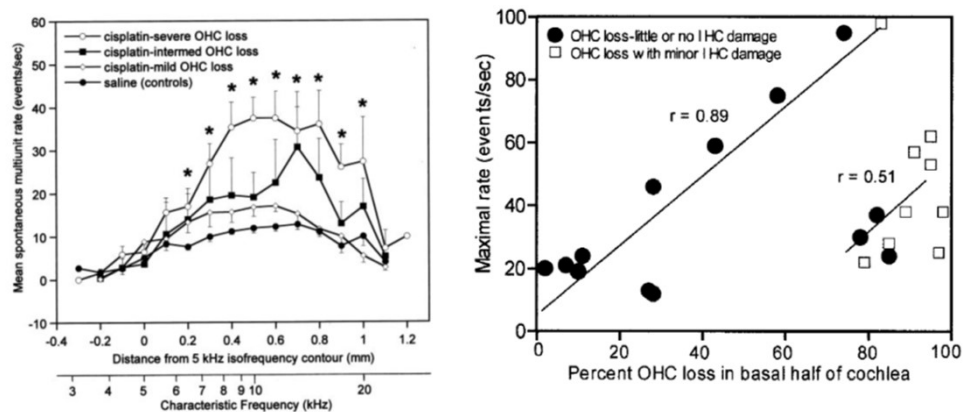 60
50
40
30
20
10
0
-10
Mean spontaneous multiunit rate (events/sec)
cisplatin-severe OHC loss
cisplatin-intermed OHC loss
cisplatin-mild OHC loss
saline (controls)
* * * * * * * * *
-0.4 -0.2 0 0.2 0.4 0.6 0.8 1.0 1.2
Distance from 5 kHz isofrequency contour (mm)
3 4 5 6 7 8 9 10 20
Characteristic Frequency (kHz)
100
80
60
40
20
0
Maximal rate (events/sec)
OHC loss-little or no IHC damage
OHC loss with minor IHC damage
r = 0.89
r = 0.51
0 20 40 60 80 100
Percent OHC loss in basal half of cochlea